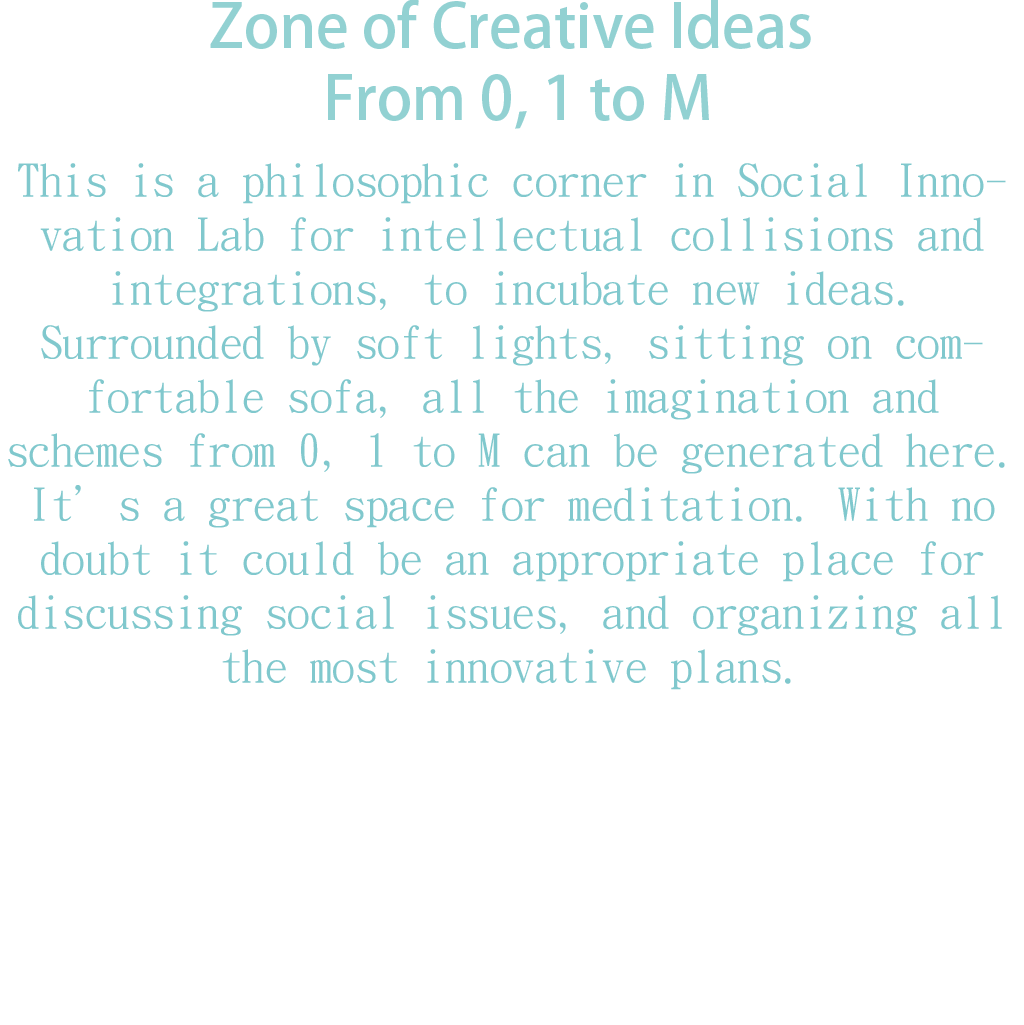 Zone of Creative Ideas
From 0, 1 to M
This is a philosophic corner in Social Inno-
vation Lab for intellectual collisions and
integrations, to incubate new ideas.
Surrounded by soft lights, sitting on com-
fortable sofa, all the imagination and
schemes from 0, 1 to M can be generated here.
It’s a great space for meditation. With no
doubt it could be an appropriate place for
discussing social issues, and organizing all
the most innovative plans.